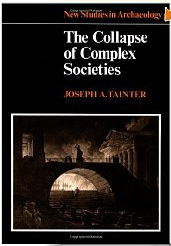 New Studies in Archaeology
The Collapse
of Complex
Societies
JOSEPH A. TAINTER